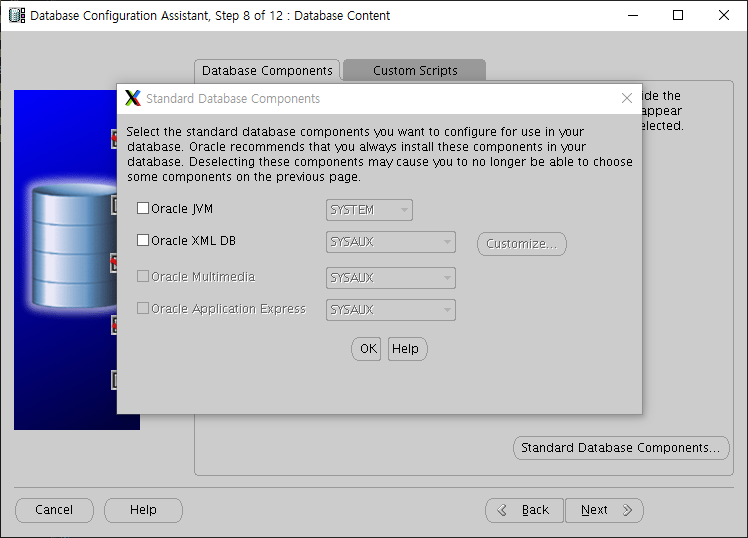 Database Configuration Assistant, Step 8 of 12 : Database Content
Database Components
Custom Scripts
ide the
appear
elected.
Standard Database Components
Select the standard database components you want to configure for use in your
database. Oracle recommends that you always install these components in your
database. Deselecting these components may cause you to no longer be able to choose
some components on the previous page.
Oracle JVM
SYSTEM
Oracle XML DB
SYSAUX
Customize...
Oracle Multimedia
SYSAUX
Oracle Application Express
SYSAUX
OK
Help
Standard Database Components...
Cancel
Help
Back
Next